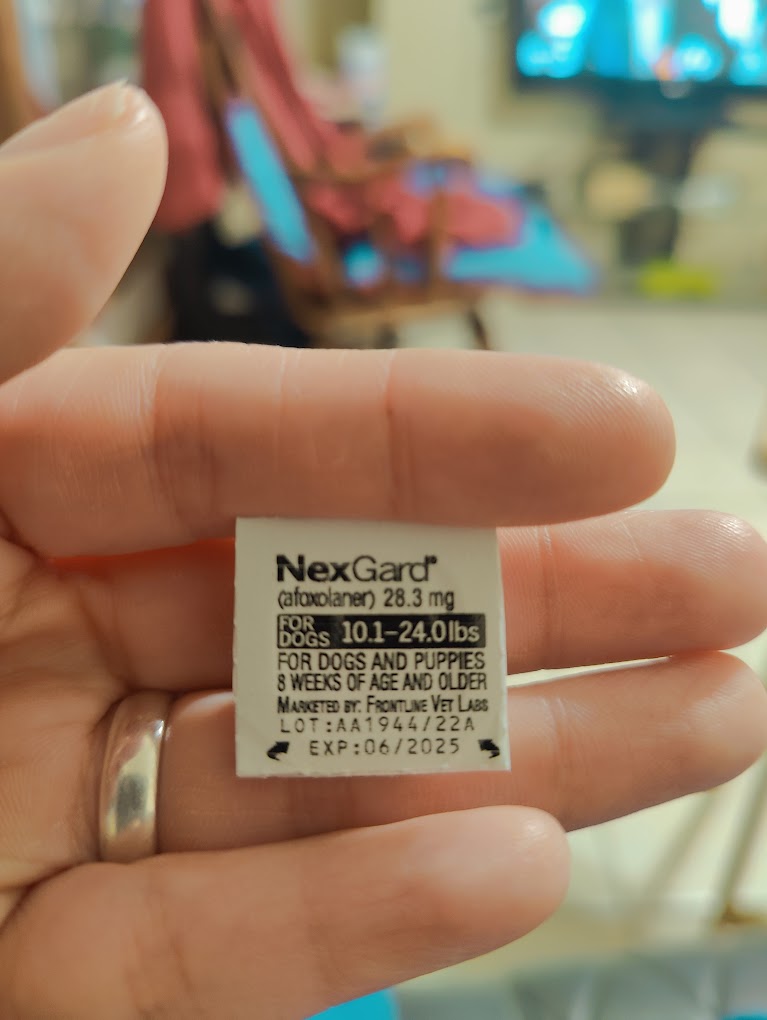 NexGard®
(afoxolaner) 28.3 mg
FOR DOGS 10.1-24.0 lbs
FOR DOGS AND PUPPIES
8 WEEKS OF AGE AND OLDER
MARKETED BY: FRONTLINE VET LABS
LOT:AA1944/22A
EXP:06/2025